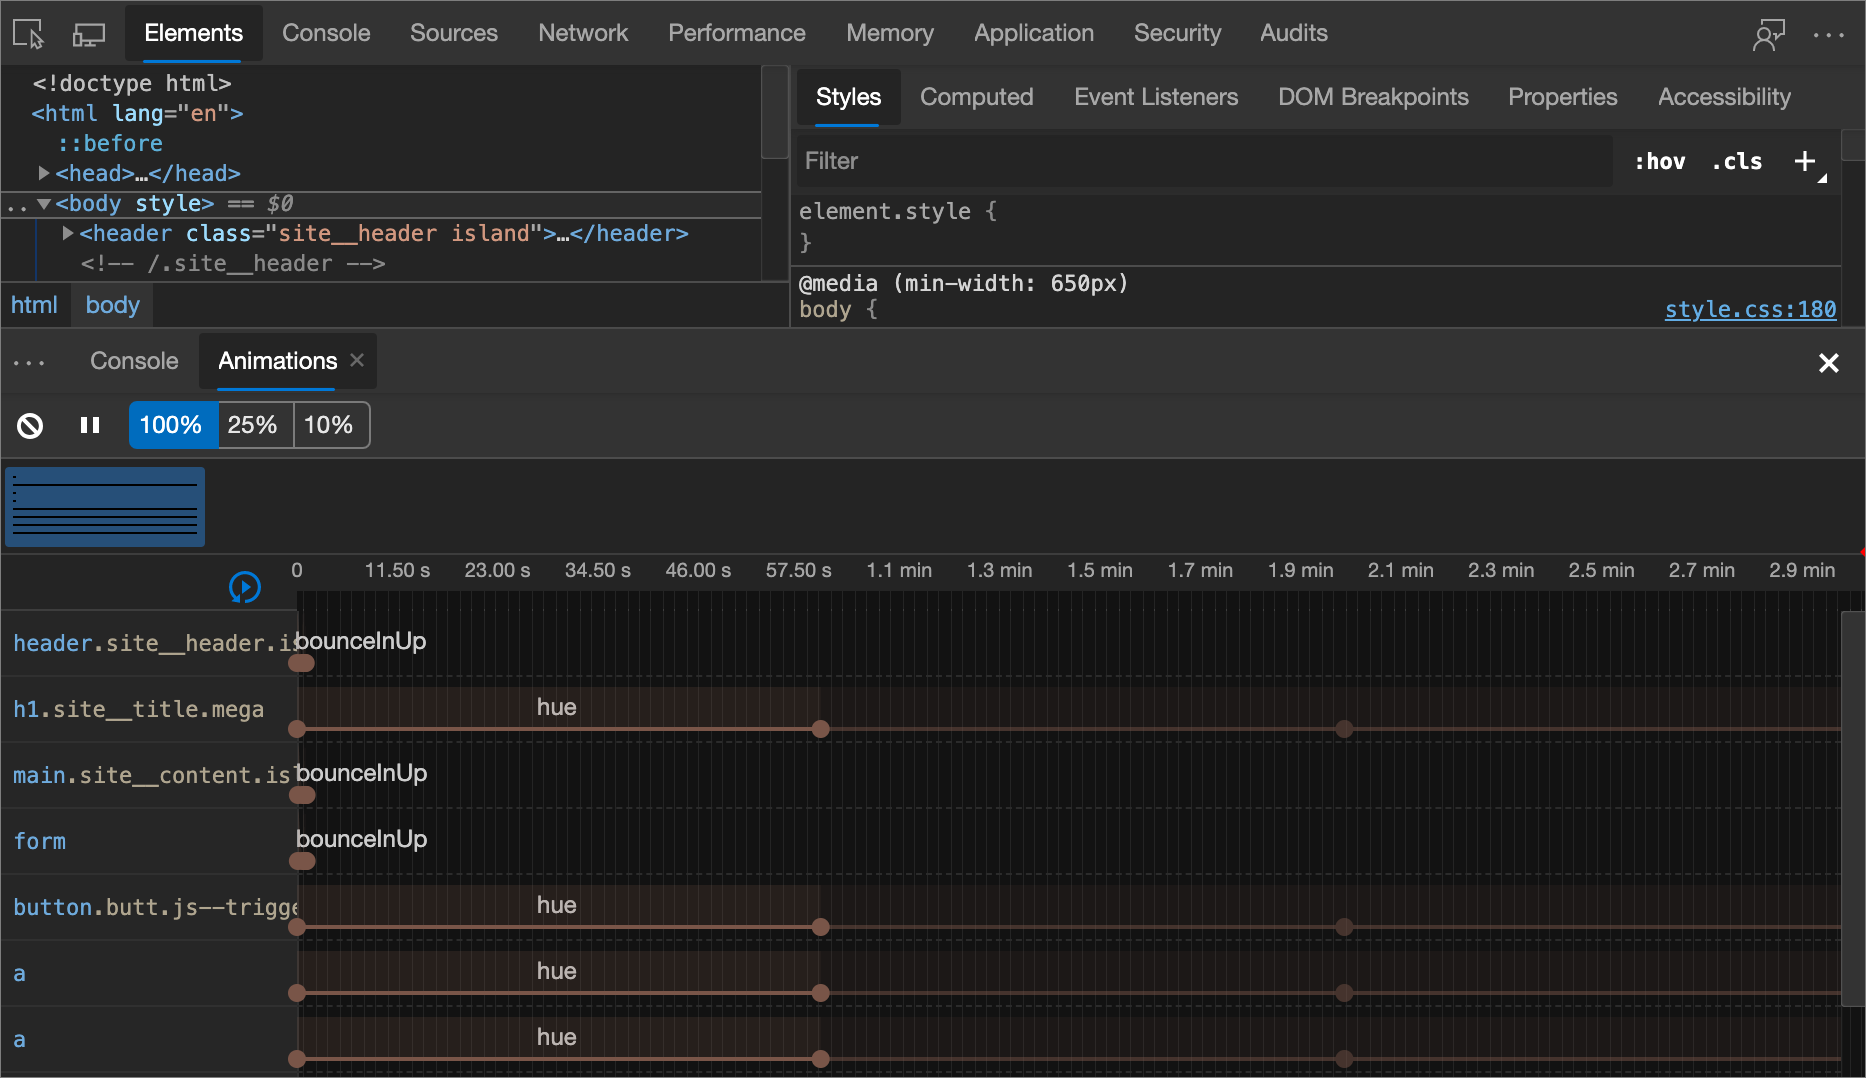 Elements Console Sources Network Performance Memory Application Security Audits
<!doctype html>
<html lang="en">
::before
<head>…</head>
..<body style> == $0
<header class="site__header island">…</header>
<!-- /.site__header -->
html body
Styles Computed Event Listeners DOM Breakpoints Properties Accessibility
Filter :hov .cls +
element.style {
}
@media (min-width: 650px)
body { style.css:180
Console Animations
100% 25% 10%
0 11.50 s 23.00 s 34.50 s 46.00 s 57.50 s 1.1 min 1.3 min 1.5 min 1.7 min 1.9 min 2.1 min 2.3 min 2.5 min 2.7 min 2.9 min
header.site__header.is bounceInUp
h1.site__title.mega hue
main.site__content.isl bounceInUp
form bounceInUp
button.butt.js--trigge hue
a hue
a hue